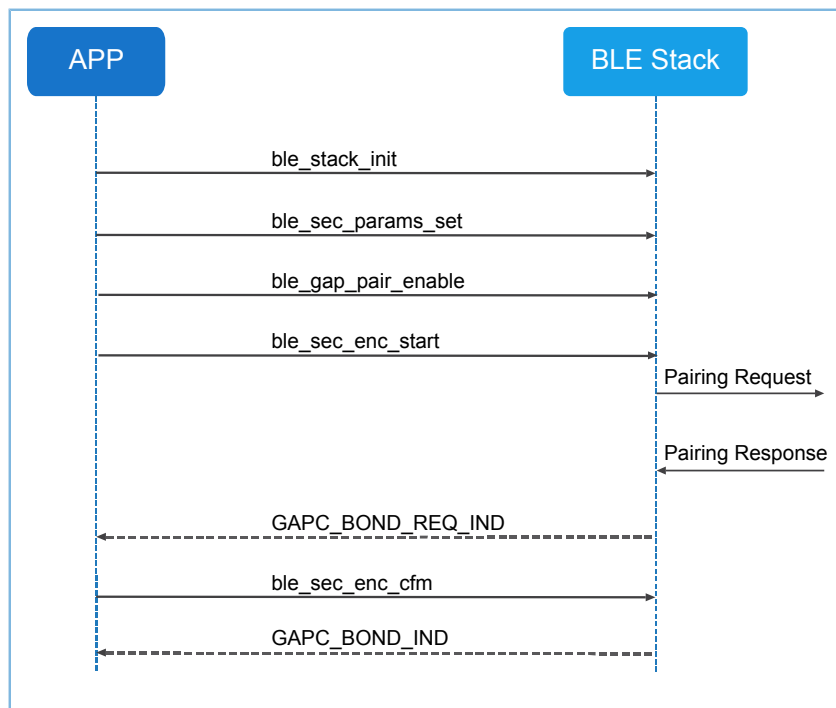 APP
BLE Stack
ble_stack_init
ble_sec_params_set
ble_gap_pair_enable
ble_sec_enc_start
Pairing Request
Pairing Response
GAPC_BOND_REQ_IND
ble_sec_enc_cfm
GAPC_BOND_IND